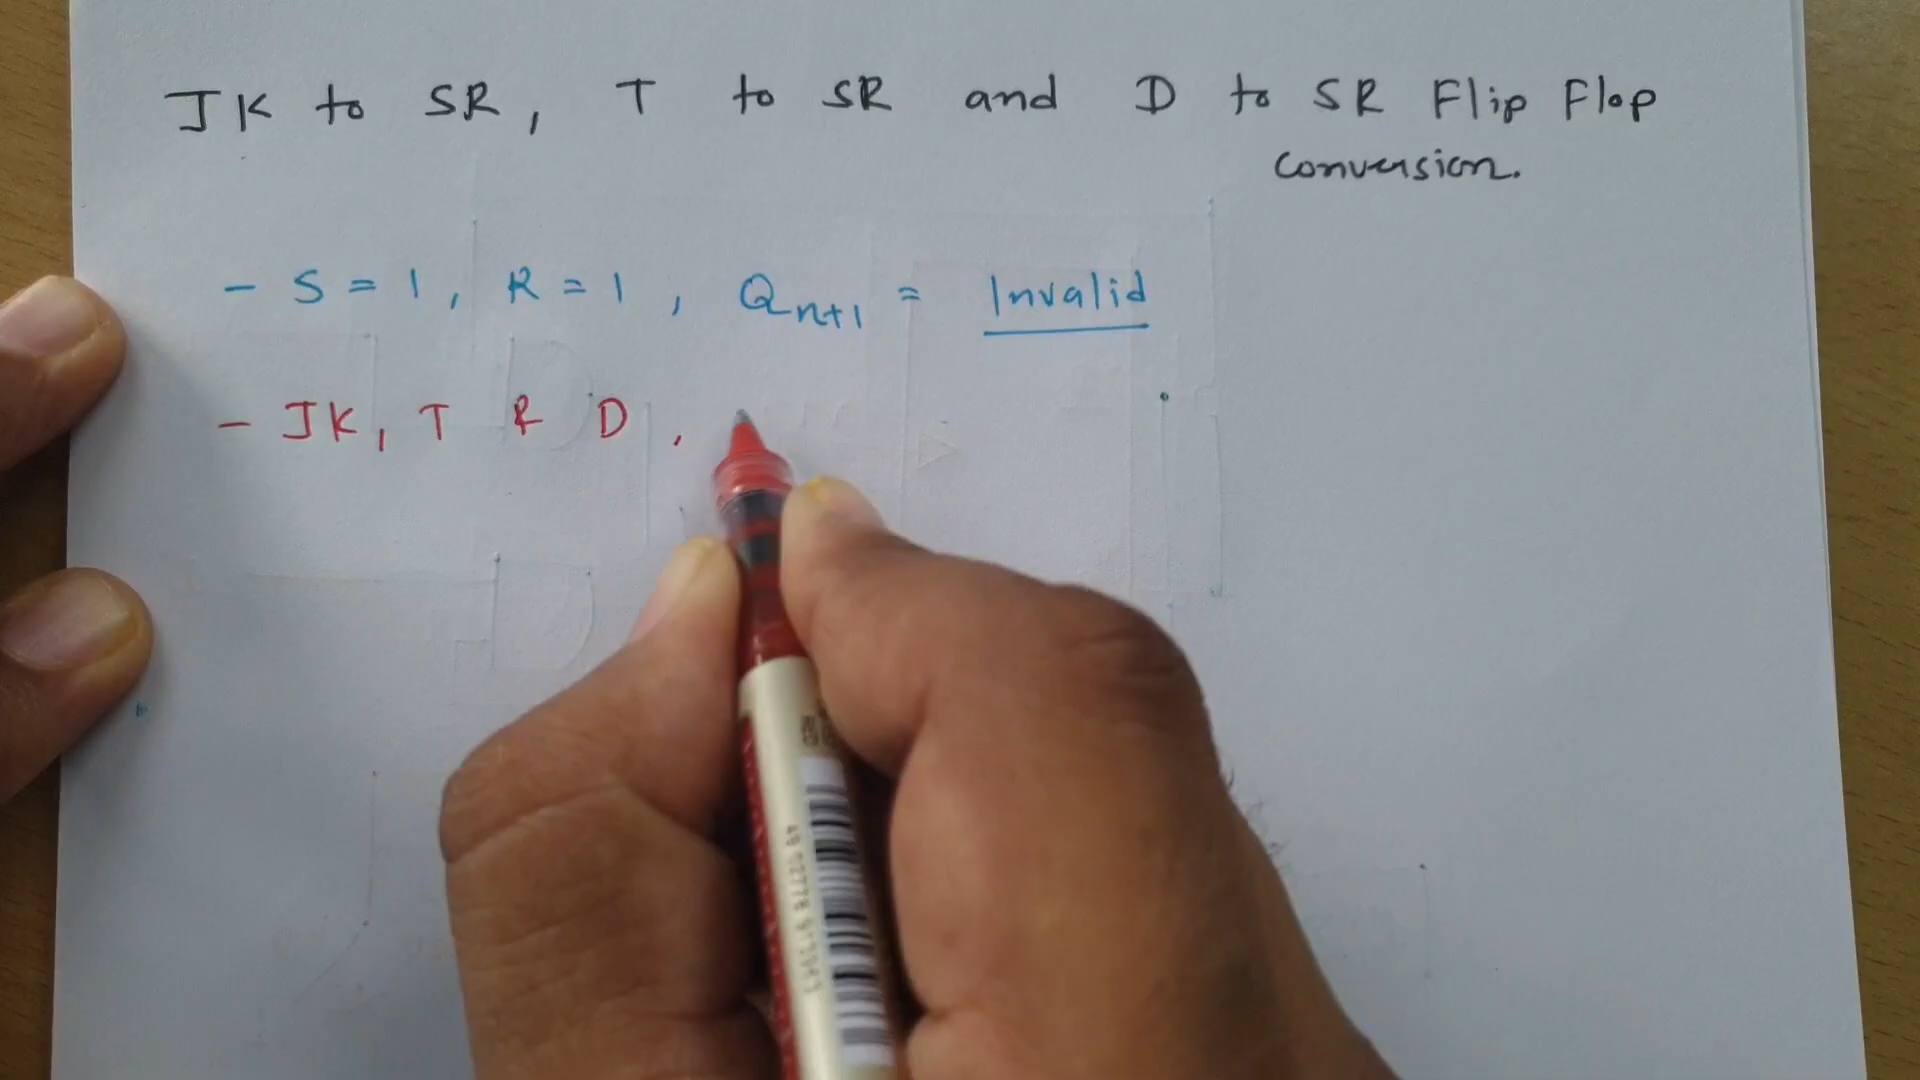 JK to SR, T to SR and D to SR Flip Flop
conversion.
- S = 1, R = 1, Qn+1 = Invalid
- JK, T & D,